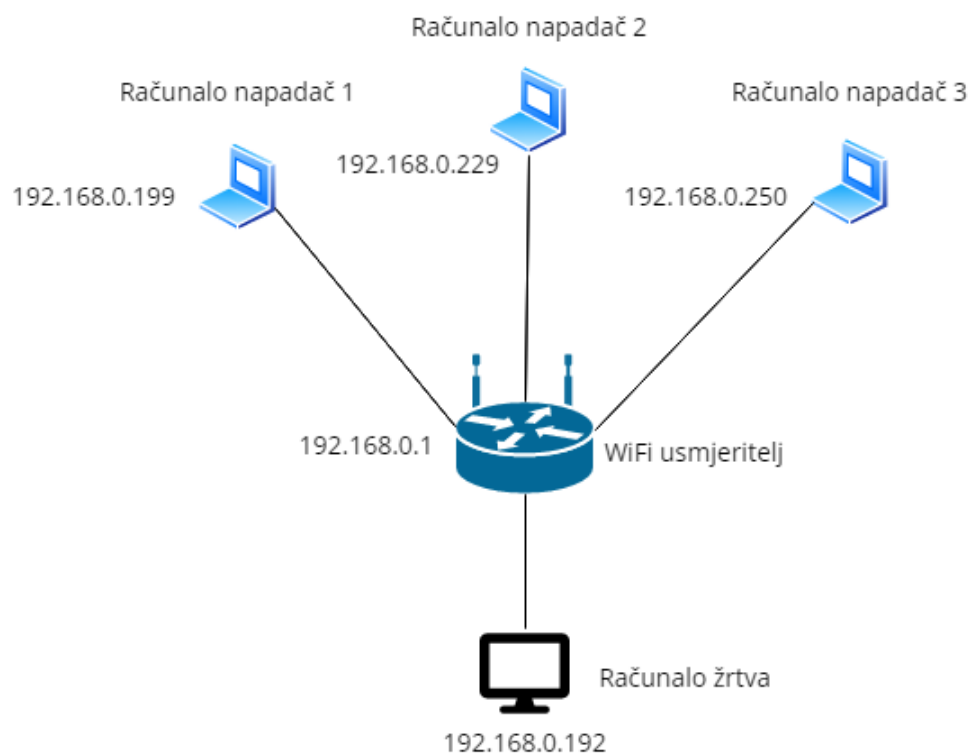 Računalo napadač 2
Računalo napadač 1
Računalo napadač 3
192.168.0.229
192.168.0.199
192.168.0.250
192.168.0.1
WiFi usmjeritelj
Računalo žrtva
192.168.0.192